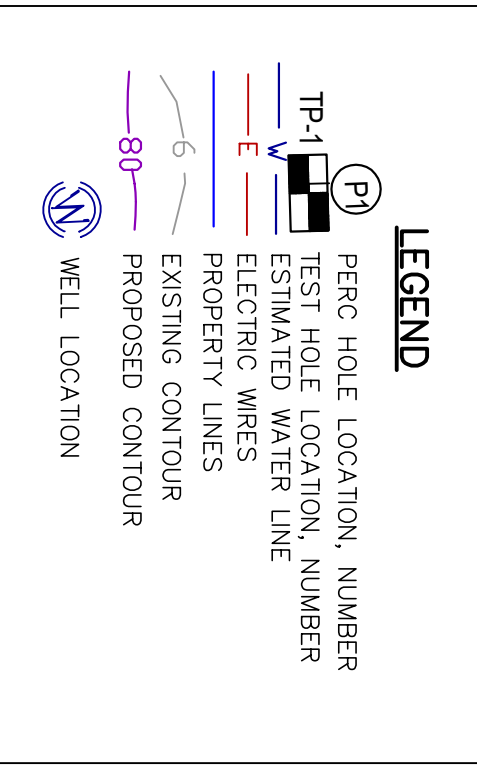 LEGEND
P1 PERC HOLE LOCATION, NUMBER
TP-1 TEST HOLE LOCATION, NUMBER
W ESTIMATED WATER LINE
E ELECTRIC WIRES
PROPERTY LINES
6 EXISTING CONTOUR
80 PROPOSED CONTOUR
W WELL LOCATION